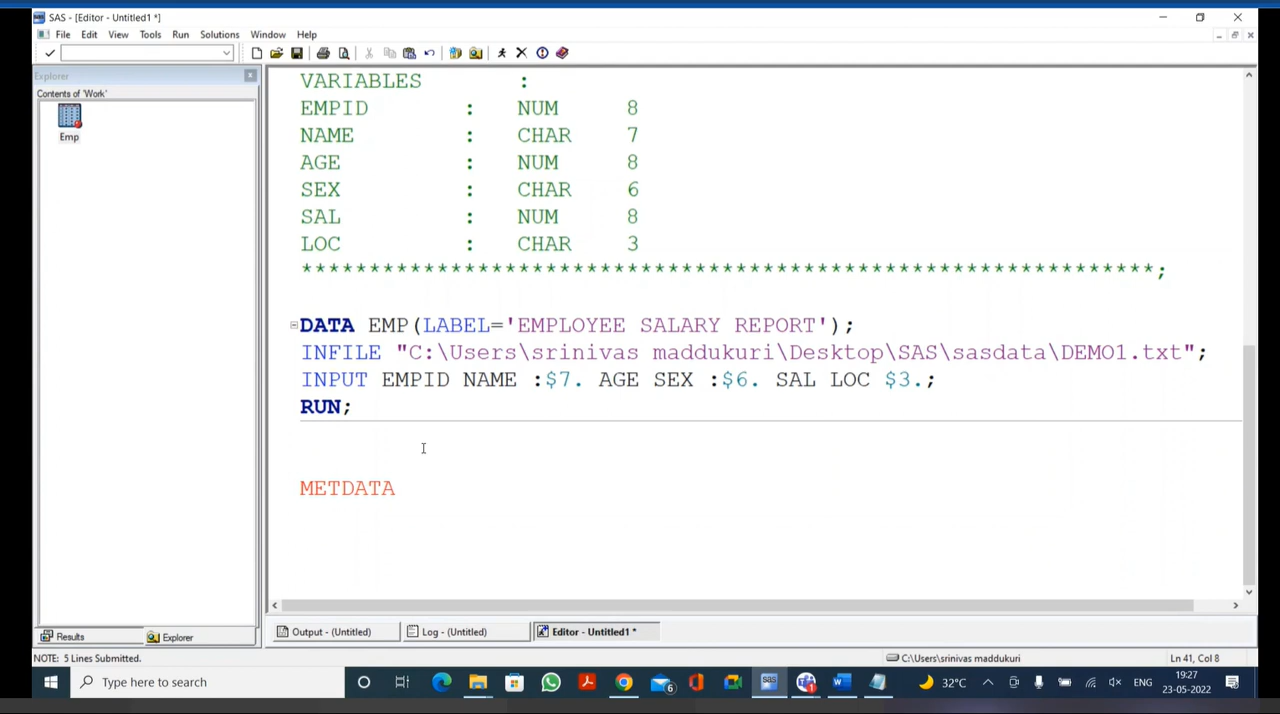 SAS - [Editor - Untitled1 *]
File Edit View Tools Run Solutions Window Help
Explorer
Contents of 'Work'
Emp
VARIABLES :
EMPID : NUM 8
NAME : CHAR 7
AGE : NUM 8
SEX : CHAR 6
SAL : NUM 8
LOC : CHAR 3
***************************************************************;
DATA EMP(LABEL='EMPLOYEE SALARY REPORT');
INFILE "C:\Users\srinivas maddukuri\Desktop\SAS\sasdata\DEMO1.txt";
INPUT EMPID NAME :$7. AGE SEX :$6. SAL LOC $3.;
RUN;
METDATA
Results Explorer
Output - (Untitled) Log - (Untitled) Editor - Untitled1 *
NOTE: 5 Lines Submitted. C:\Users\srinivas maddukuri Ln 41, Col 8
Type here to search 6 32°C ENG 19:27
23-05-2022